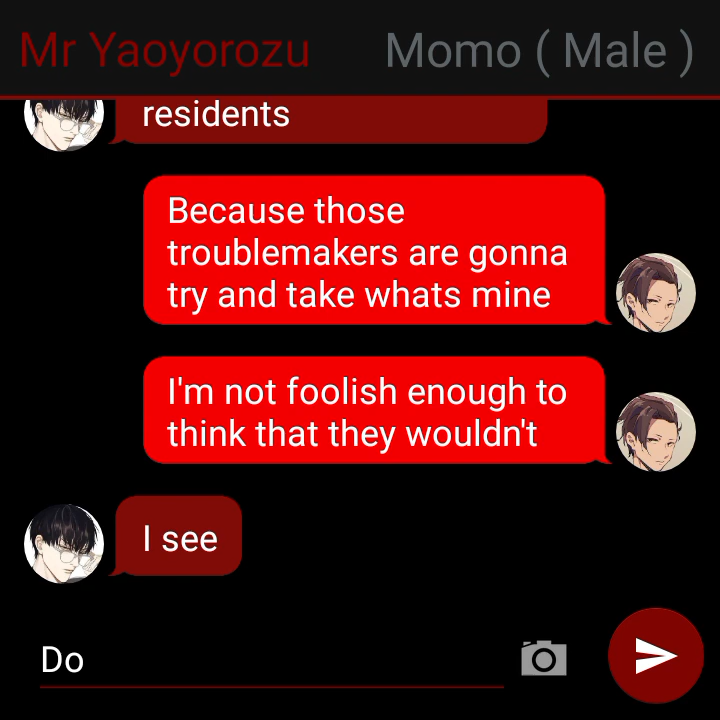 Mr Yaoyorozu Momo ( Male )
residents
Because those
troublemakers are gonna
try and take whats mine
I'm not foolish enough to
think that they wouldn't
I see
Do